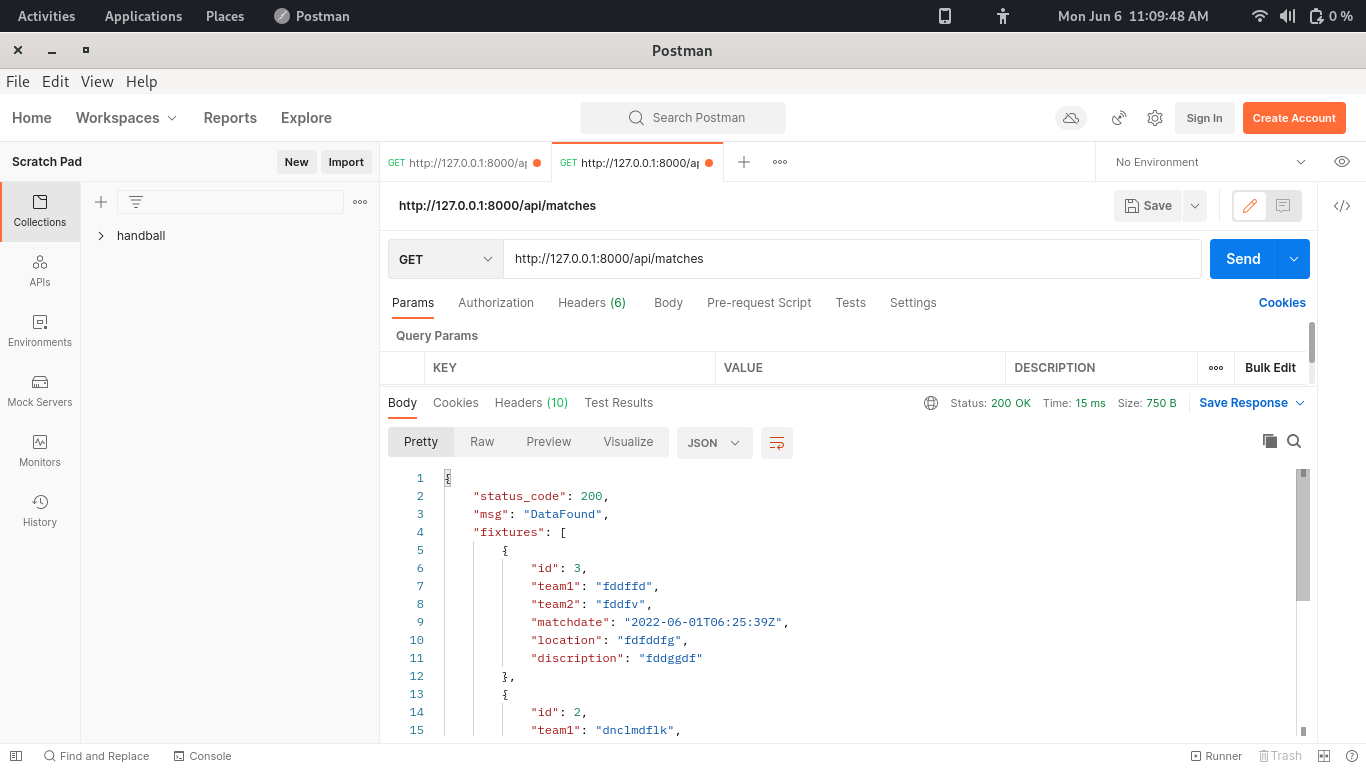 Activities Applications Places Postman Mon Jun 6 11:09:48 AM 0 %
Postman
File Edit View Help
Home Workspaces Reports Explore Search Postman Sign In Create Account
Scratch Pad New Import GET http://127.0.0.1:8000/ap GET http://127.0.0.1:8000/ap No Environment
Collections
APIs
Environments
Mock Servers
Monitors
History
handball
http://127.0.0.1:8000/api/matches Save
GET http://127.0.0.1:8000/api/matches Send
Params Authorization Headers (6) Body Pre-request Script Tests Settings Cookies
Query Params
KEY VALUE DESCRIPTION Bulk Edit
Body Cookies Headers (10) Test Results Status: 200 OK Time: 15 ms Size: 750 B Save Response
Pretty Raw Preview Visualize JSON
1 {
2 "status_code": 200,
3 "msg": "DataFound",
4 "fixtures": [
5 {
6 "id": 3,
7 "team1": "fddffd",
8 "team2": "fddfv",
9 "matchdate": "2022-06-01T06:25:39Z",
10 "location": "fdfddfg",
11 "discription": "fddggdf"
12 },
13 {
14 "id": 2,
15 "team1": "dnclmdflk",
Find and Replace Console Runner Trash